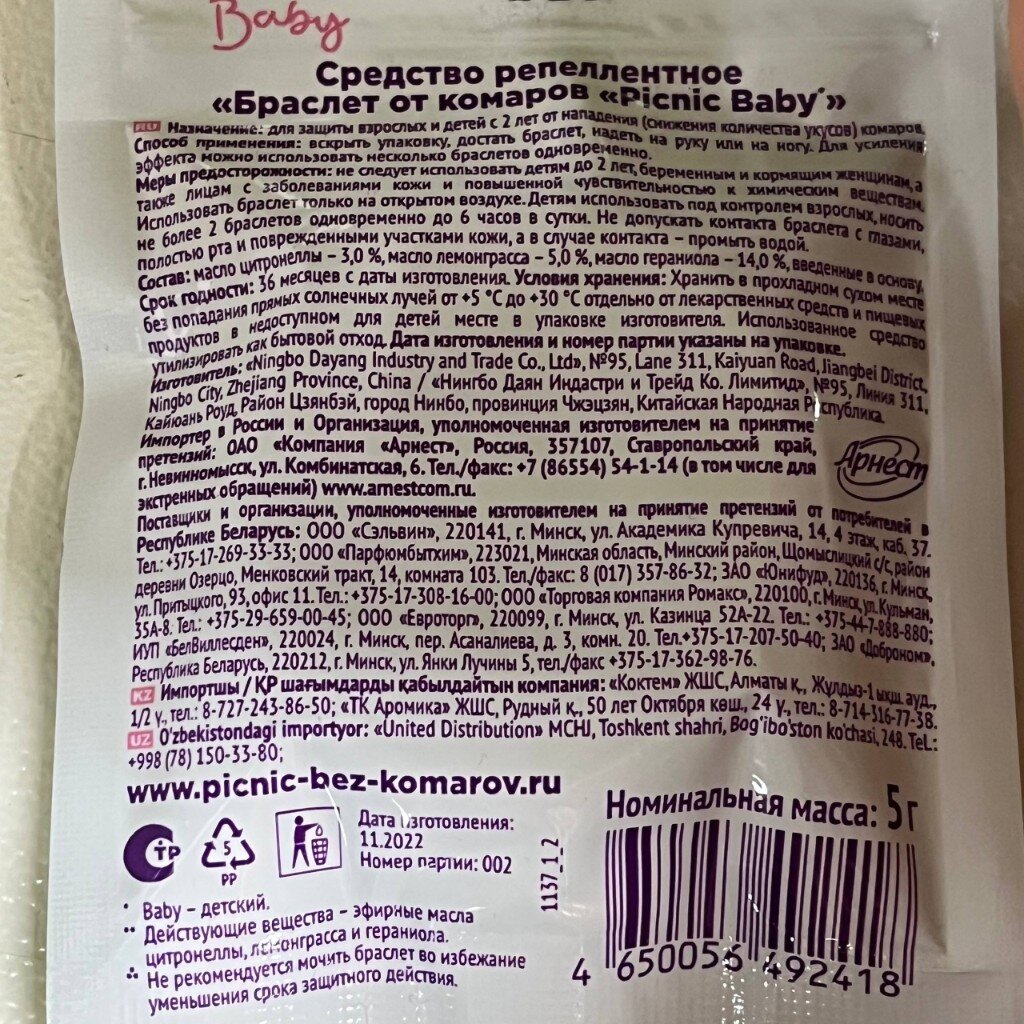 Baby
Средство репеллентное
«Браслет от комаров «Picnic Baby*»
Назначение: для защиты взрослых и детей с 2 лет от нападения (снижения количества укусов) комаров.
Способ применения: вскрыть упаковку, достать браслет, надеть на руку или на ногу. Для усиления
эффекта можно использовать несколько браслетов одновременно.
Меры предосторожности: не следует использовать детям до 2 лет, беременным и кормящим женщинам, а
также лицам с заболеваниями кожи и повышенной чувствительностью к химическим веществам.
Использовать браслет только на открытом воздухе. Детям использовать под контролем взрослых, носить
не более 2 браслетов одновременно до 6 часов в сутки. Не допускать контакта браслета с глазами,
полостью рта и поврежденными участками кожи, а в случае контакта – промыть водой.
Состав: масло цитронеллы – 3,0 %, масло лемонграсса – 5,0 %, масло гераниола – 14,0 %, введенные в основу.
Срок годности: 36 месяцев с даты изготовления. Условия хранения: Хранить в прохладном сухом месте
без попадания прямых солнечных лучей от +5 °С до +30 °С отдельно от лекарственных средств и пищевых
продуктов в недоступном для детей месте в упаковке изготовителя. Использованное средство
утилизировать как бытовой отход. Дата изготовления и номер партии указаны на упаковке.
Изготовитель: «Ningbo Dayang Industry and Trade Co., Ltd», №95, Lane 311, Kaiyuan Road, Jiangbei District,
Ningbo City, Zhejiang Province, China / «Нингбо Даян Индастри и Трейд Ко. Лимитид», №95, Линия 311,
Кайюань Роуд, Район Цзянбэй, город Нинбо, провинция Чжэцзян, Китайская Народная Республика.
Импортер в России и Организация, уполномоченная изготовителем на принятие
претензий: ОАО «Компания «Арнест», Россия, 357107, Ставропольский край,
г. Невинномысск, ул. Комбинатская, 6. Тел./факс: +7 (86554) 54-1-14 (в том числе для
экстренных обращений) www.arnestcom.ru.
Арнест
Поставщики и организации, уполномоченные изготовителем на принятие претензий от потребителей в
Республике Беларусь: ООО «Сэльвин», 220141, г. Минск, ул. Академика Купревича, 14, 4 этаж, каб. 37.
Тел.: +375-17-269-33-33; ООО «Парфюмбытхим», 223021, Минская область, Минский район, Щомыслицкий с/с, район
деревни Озерцо, Менковский тракт, 14, комната 103. Тел./факс: 8 (017) 357-86-32; ЗАО «Юнифуд», 220136, г. Минск,
ул. Притыцкого, 93, офис 11. Тел.: +375-17-308-16-00; ООО «Торговая компания Ромакс», 220100, г. Минск, ул. Кульман,
35А-8. Тел.: +375-29-659-00-45; ООО «Евроторг», 220099, г. Минск, ул. Казинца 52А-22. Тел.: +375-44-7-888-880;
ИУП «БелВиллесден», 220024, г. Минск, пер. Асаналиева, д. 3, комн. 20. Тел.+375-17-207-50-40; ЗАО «Доброном»,
Республика Беларусь, 220212, г. Минск, ул. Янки Лучины 5, тел./факс +375-17-362-98-76.
KZ Импортшы / ҚР шағымдарды қабылдайтын компания: «Коктем» ЖШС, Алматы қ., Жұлдыз-1 ықш. ауд.,
1/2 ү., тел.: 8-727-243-86-50; «ТК Аромика» ЖШС, Рудный қ., 50 лет Октября көш., 24 ү., тел.: 8-714-316-77-38.
UZ O'zbekistondagi importyor: «United Distribution» MCHJ, Toshkent shahri, Bog'ibo'ston ko'chasi, 248. Tel.:
+998 (78) 150-33-80;
www.picnic-bez-komarov.ru
Номинальная масса: 5 г
ТР
5
PP
Дата изготовления:
11.2022
Номер партии: 002
1137_1_2
* Baby – детский.
** Действующие вещества – эфирные масла
цитронеллы, лемонграсса и гераниола.
⁂ Не рекомендуется мочить браслет во избежание
уменьшения срока защитного действия.
4 650056 492418